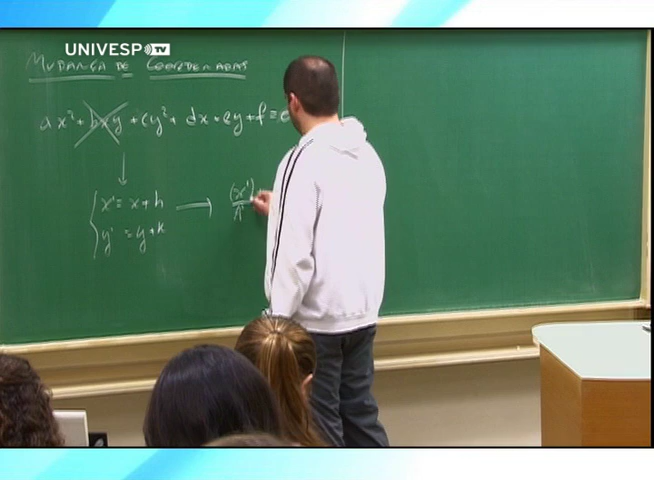 UNIVESP TV
MUDANÇA DE COORDENADAS
ax² + bxy + cy² + dx + ey + f = 0
x' = x + h → (x')
y' = y + k